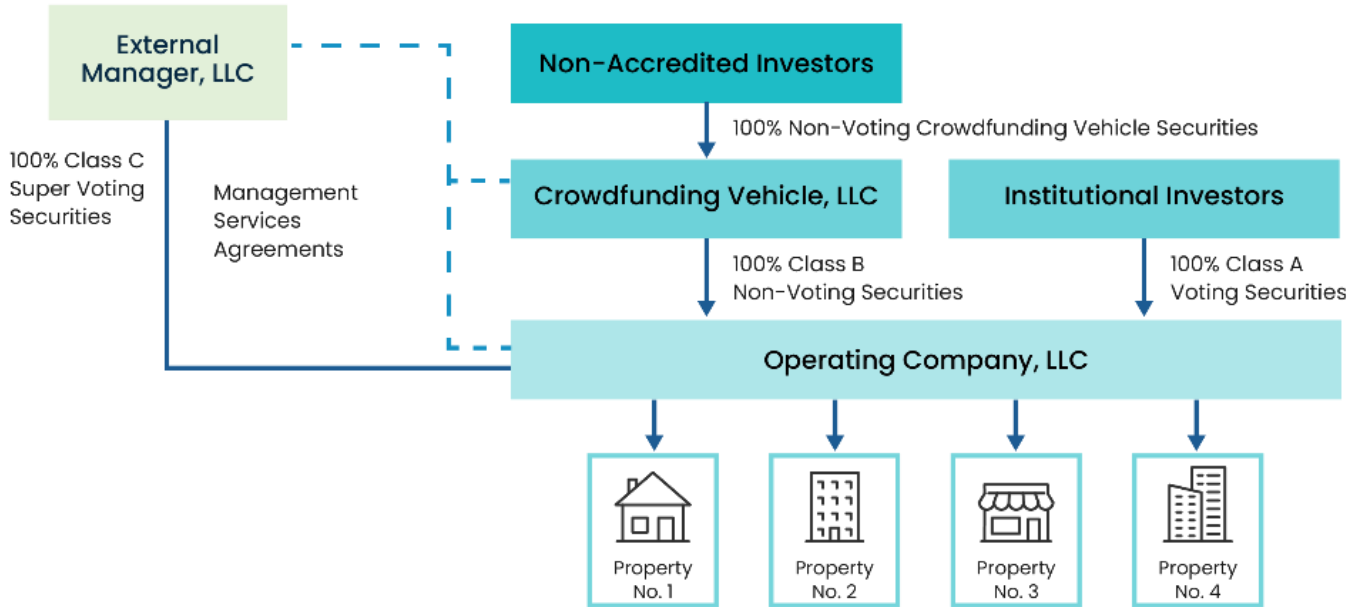 External
Manager, LLC
Non-Accredited Investors
100% Non-Voting Crowdfunding Vehicle Securities
100% Class C
Super Voting
Securities
Management
Services
Agreements
Crowdfunding Vehicle, LLC
Institutional Investors
100% Class B
Non-Voting Securities
100% Class A
Voting Securities
Operating Company, LLC
Property
No. 1
Property
No. 2
Property
No. 3
Property
No. 4